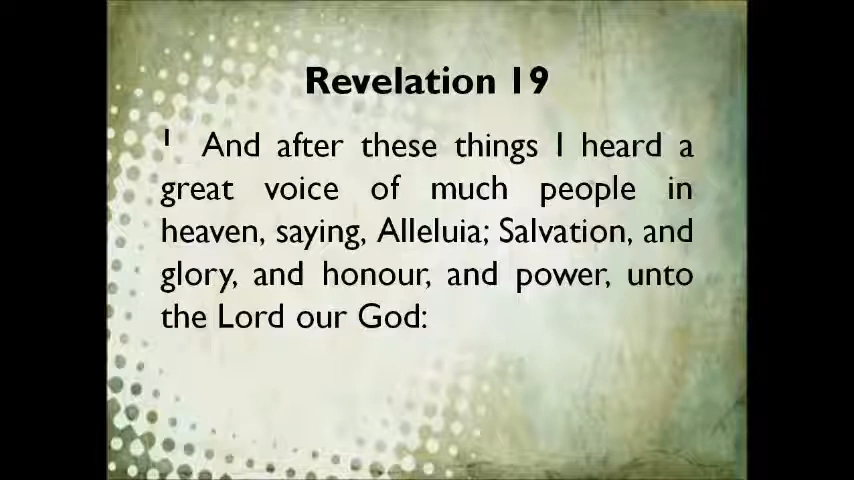 Revelation 19
1 And after these things I heard a
great voice of much people in
heaven, saying, Alleluia; Salvation, and
glory, and honour, and power, unto
the Lord our God: